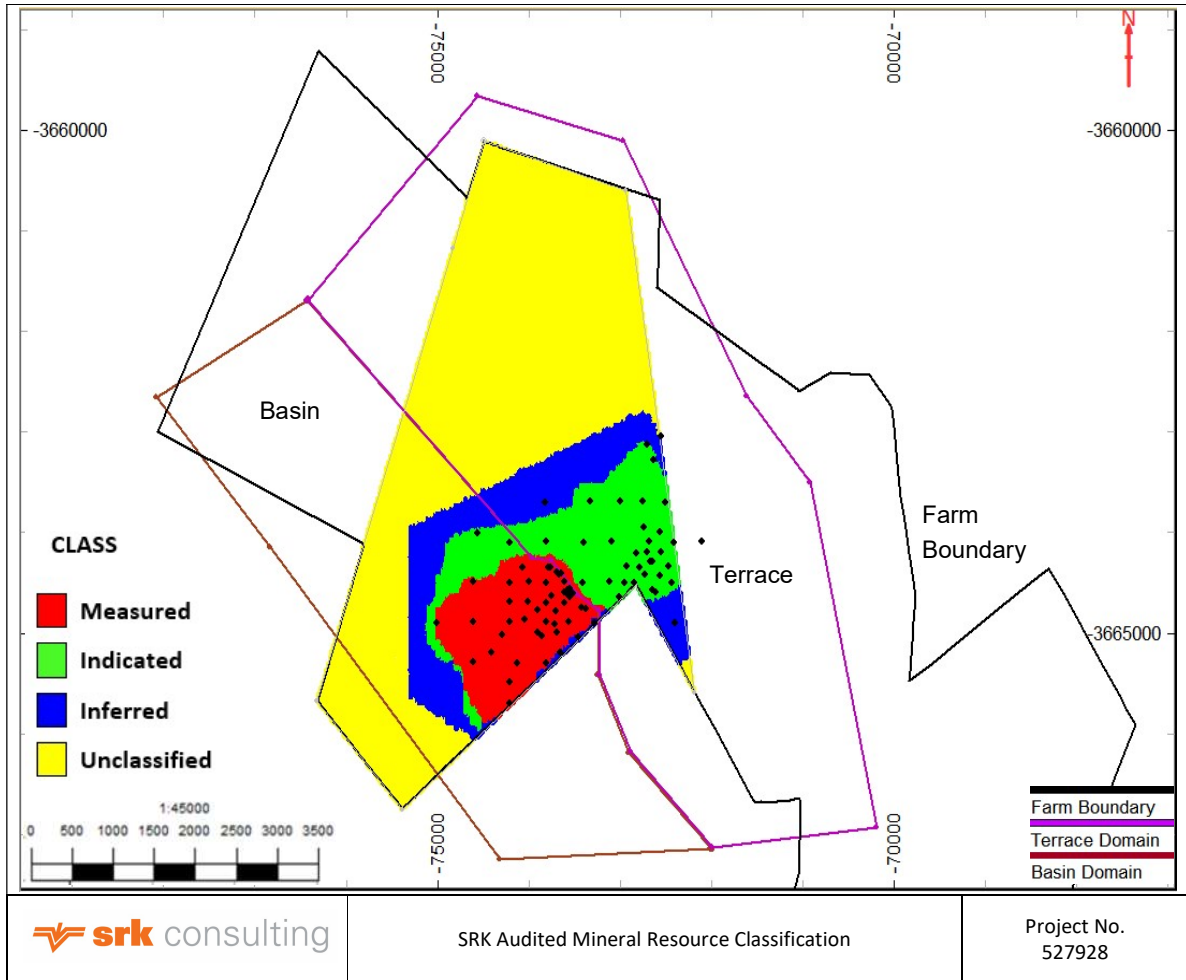 N
-75000
-70000
-3660000
-3660000
Basin
Farm
Boundary
Terrace
CLASS
Measured
Indicated
Inferred
Unclassified
-3665000
1:45000
0 500 1000 1500 2000 2500 3000 3500
-75000
-70000
Farm Boundary
Terrace Domain
Basin Domain
srk consulting
SRK Audited Mineral Resource Classification
Project No.
527928